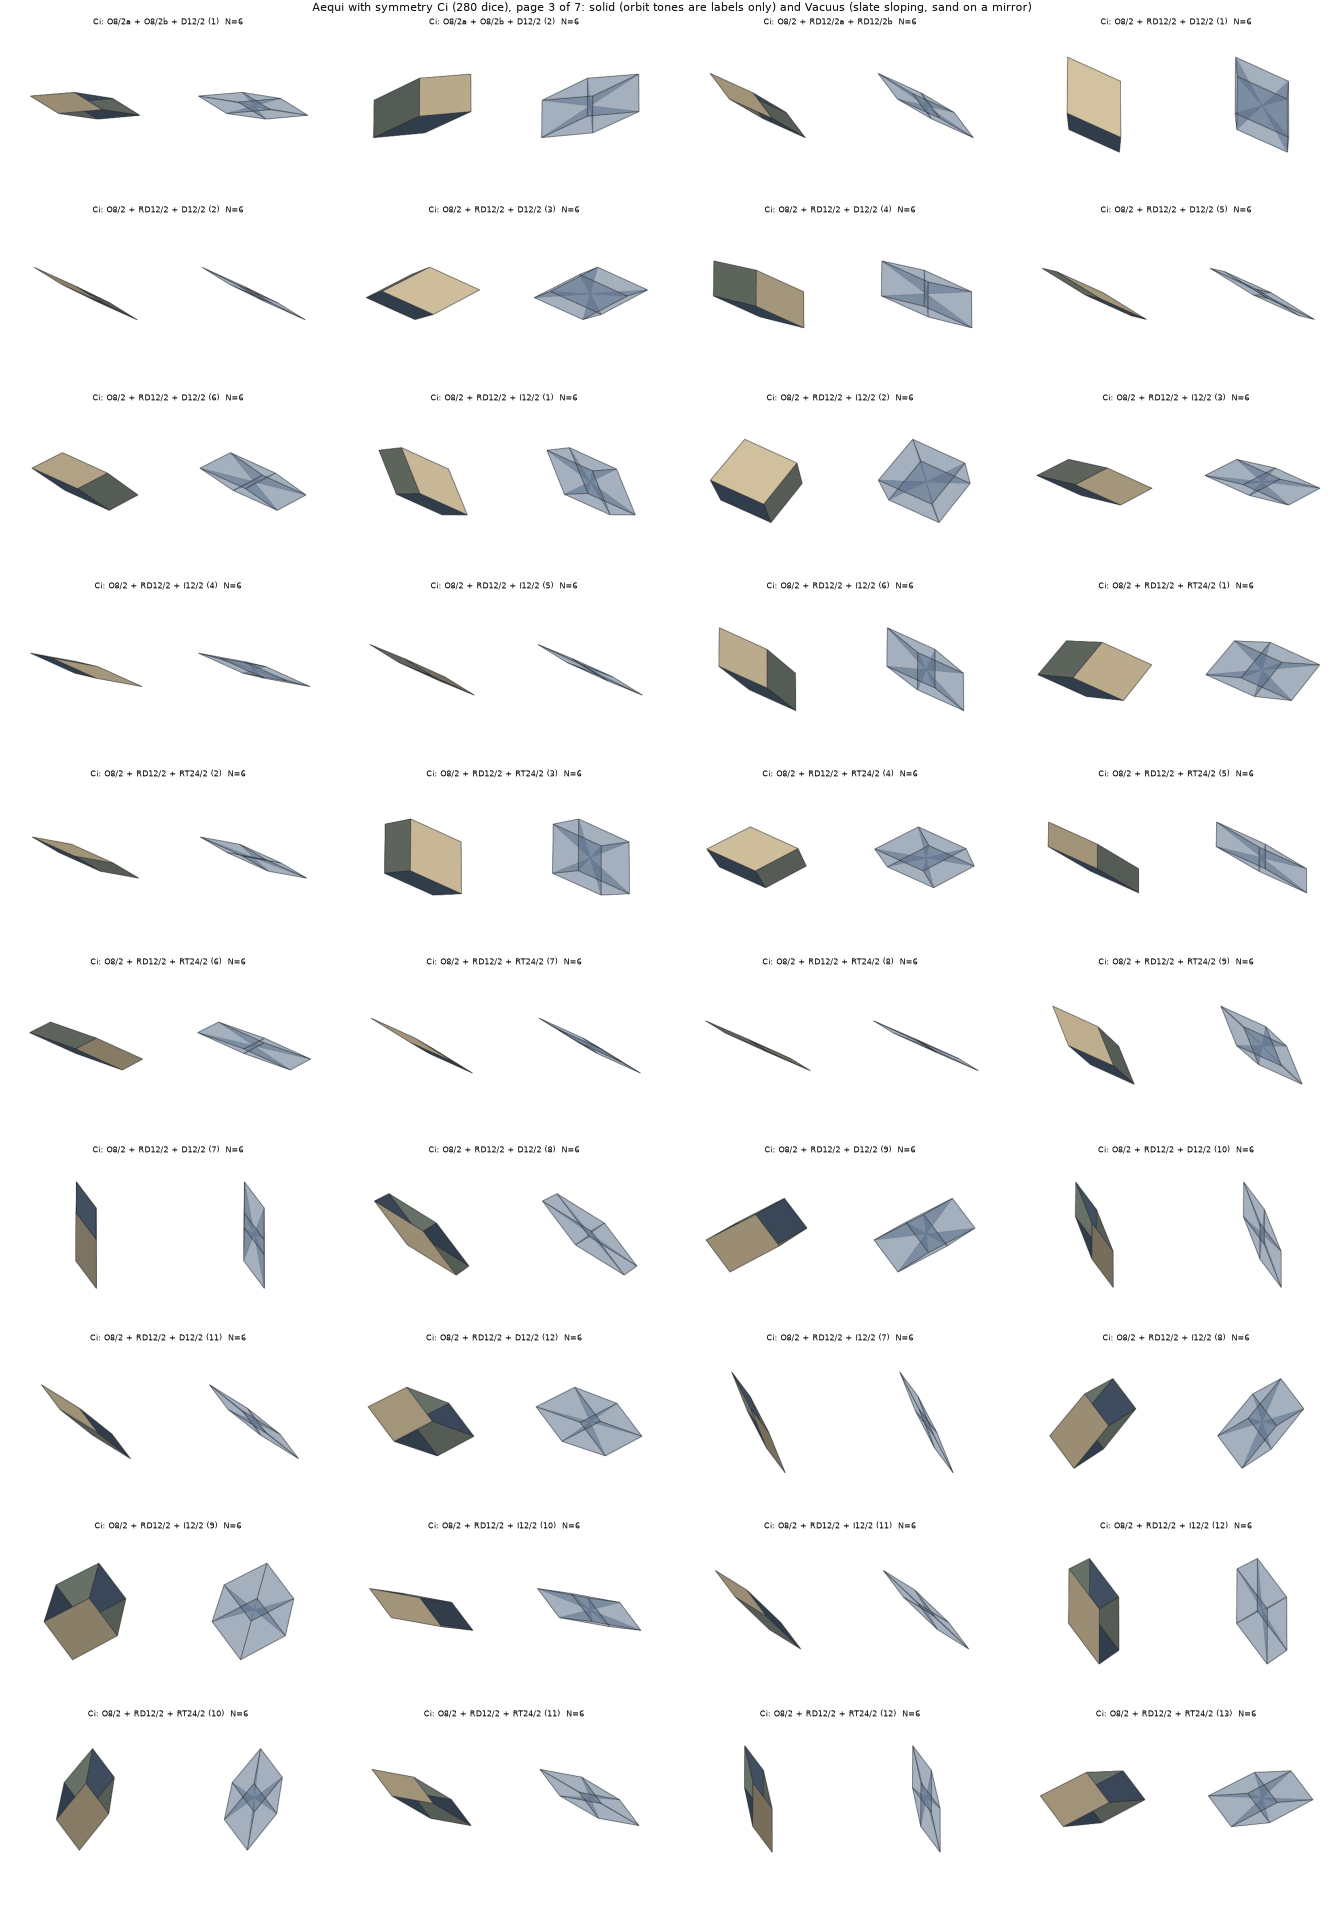 Aequi with symmetry Ci (280 dice), page 3 of 7: solid (orbit tones are labels only) and Vacuus (slate sloping, sand on a mirror)
Ci: O8/2a + O8/2b + D12/2 (1)  N=6
Ci: O8/2a + O8/2b + D12/2 (2)  N=6
Ci: O8/2 + RD12/2a + RD12/2b  N=6
Ci: O8/2 + RD12/2 + D12/2 (1)  N=6
Ci: O8/2 + RD12/2 + D12/2 (2)  N=6
Ci: O8/2 + RD12/2 + D12/2 (3)  N=6
Ci: O8/2 + RD12/2 + D12/2 (4)  N=6
Ci: O8/2 + RD12/2 + D12/2 (5)  N=6
Ci: O8/2 + RD12/2 + D12/2 (6)  N=6
Ci: O8/2 + RD12/2 + I12/2 (1)  N=6
Ci: O8/2 + RD12/2 + I12/2 (2)  N=6
Ci: O8/2 + RD12/2 + I12/2 (3)  N=6
Ci: O8/2 + RD12/2 + I12/2 (4)  N=6
Ci: O8/2 + RD12/2 + I12/2 (5)  N=6
Ci: O8/2 + RD12/2 + I12/2 (6)  N=6
Ci: O8/2 + RD12/2 + RT24/2 (1)  N=6
Ci: O8/2 + RD12/2 + RT24/2 (2)  N=6
Ci: O8/2 + RD12/2 + RT24/2 (3)  N=6
Ci: O8/2 + RD12/2 + RT24/2 (4)  N=6
Ci: O8/2 + RD12/2 + RT24/2 (5)  N=6
Ci: O8/2 + RD12/2 + RT24/2 (6)  N=6
Ci: O8/2 + RD12/2 + RT24/2 (7)  N=6
Ci: O8/2 + RD12/2 + RT24/2 (8)  N=6
Ci: O8/2 + RD12/2 + RT24/2 (9)  N=6
Ci: O8/2 + RD12/2 + D12/2 (7)  N=6
Ci: O8/2 + RD12/2 + D12/2 (8)  N=6
Ci: O8/2 + RD12/2 + D12/2 (9)  N=6
Ci: O8/2 + RD12/2 + D12/2 (10)  N=6
Ci: O8/2 + RD12/2 + D12/2 (11)  N=6
Ci: O8/2 + RD12/2 + D12/2 (12)  N=6
Ci: O8/2 + RD12/2 + I12/2 (7)  N=6
Ci: O8/2 + RD12/2 + I12/2 (8)  N=6
Ci: O8/2 + RD12/2 + I12/2 (9)  N=6
Ci: O8/2 + RD12/2 + I12/2 (10)  N=6
Ci: O8/2 + RD12/2 + I12/2 (11)  N=6
Ci: O8/2 + RD12/2 + I12/2 (12)  N=6
Ci: O8/2 + RD12/2 + RT24/2 (10)  N=6
Ci: O8/2 + RD12/2 + RT24/2 (11)  N=6
Ci: O8/2 + RD12/2 + RT24/2 (12)  N=6
Ci: O8/2 + RD12/2 + RT24/2 (13)  N=6